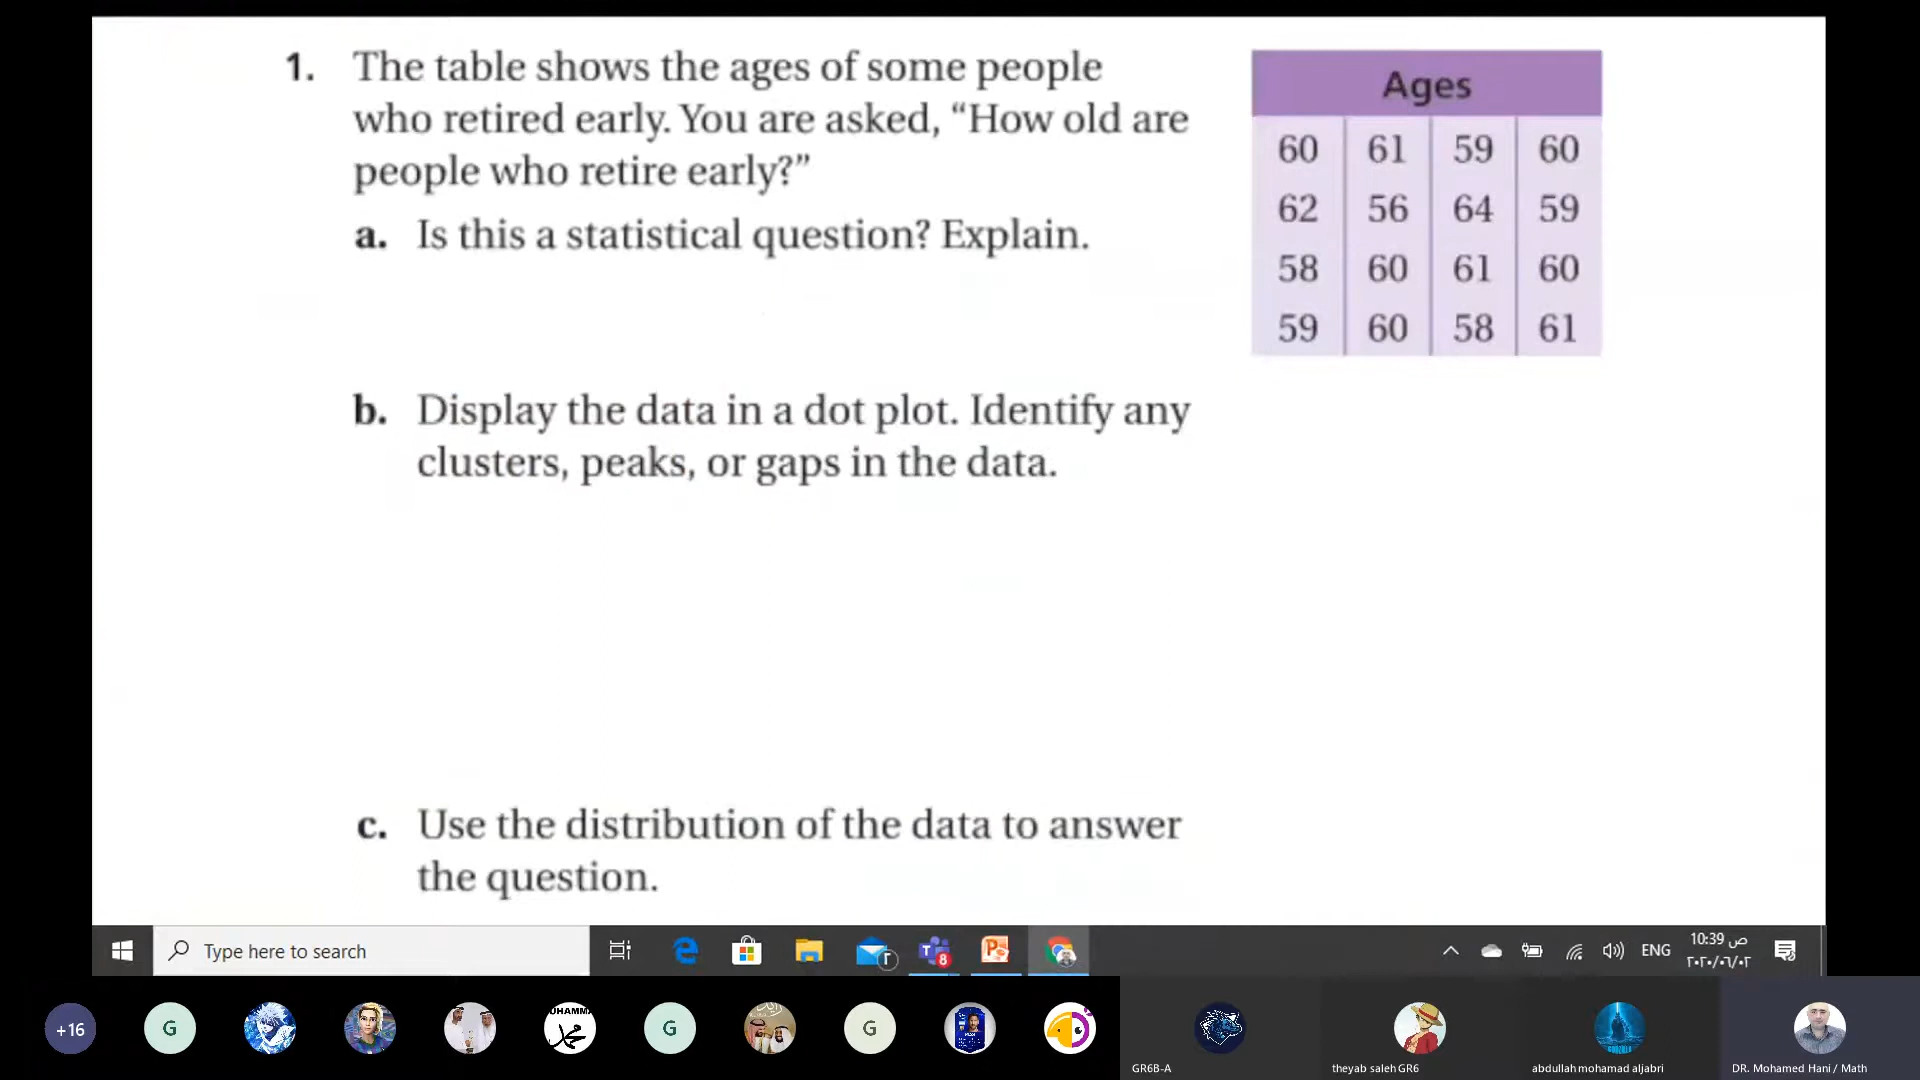 1. The table shows the ages of some people
who retired early. You are asked, “How old are
people who retire early?”
a. Is this a statistical question? Explain.
b. Display the data in a dot plot. Identify any
clusters, peaks, or gaps in the data.
c. Use the distribution of the data to answer
the question.
Ages
60 61 59 60
62 56 64 59
58 60 61 60
59 60 58 61
Type here to search
8
ENG
10:39 ص
٢٠٢٠/٠٦/٠٢
+16
G
G
G
GR6B-A
theyab saleh GR6
abdullah mohamad aljabri
DR. Mohamed Hani / Math